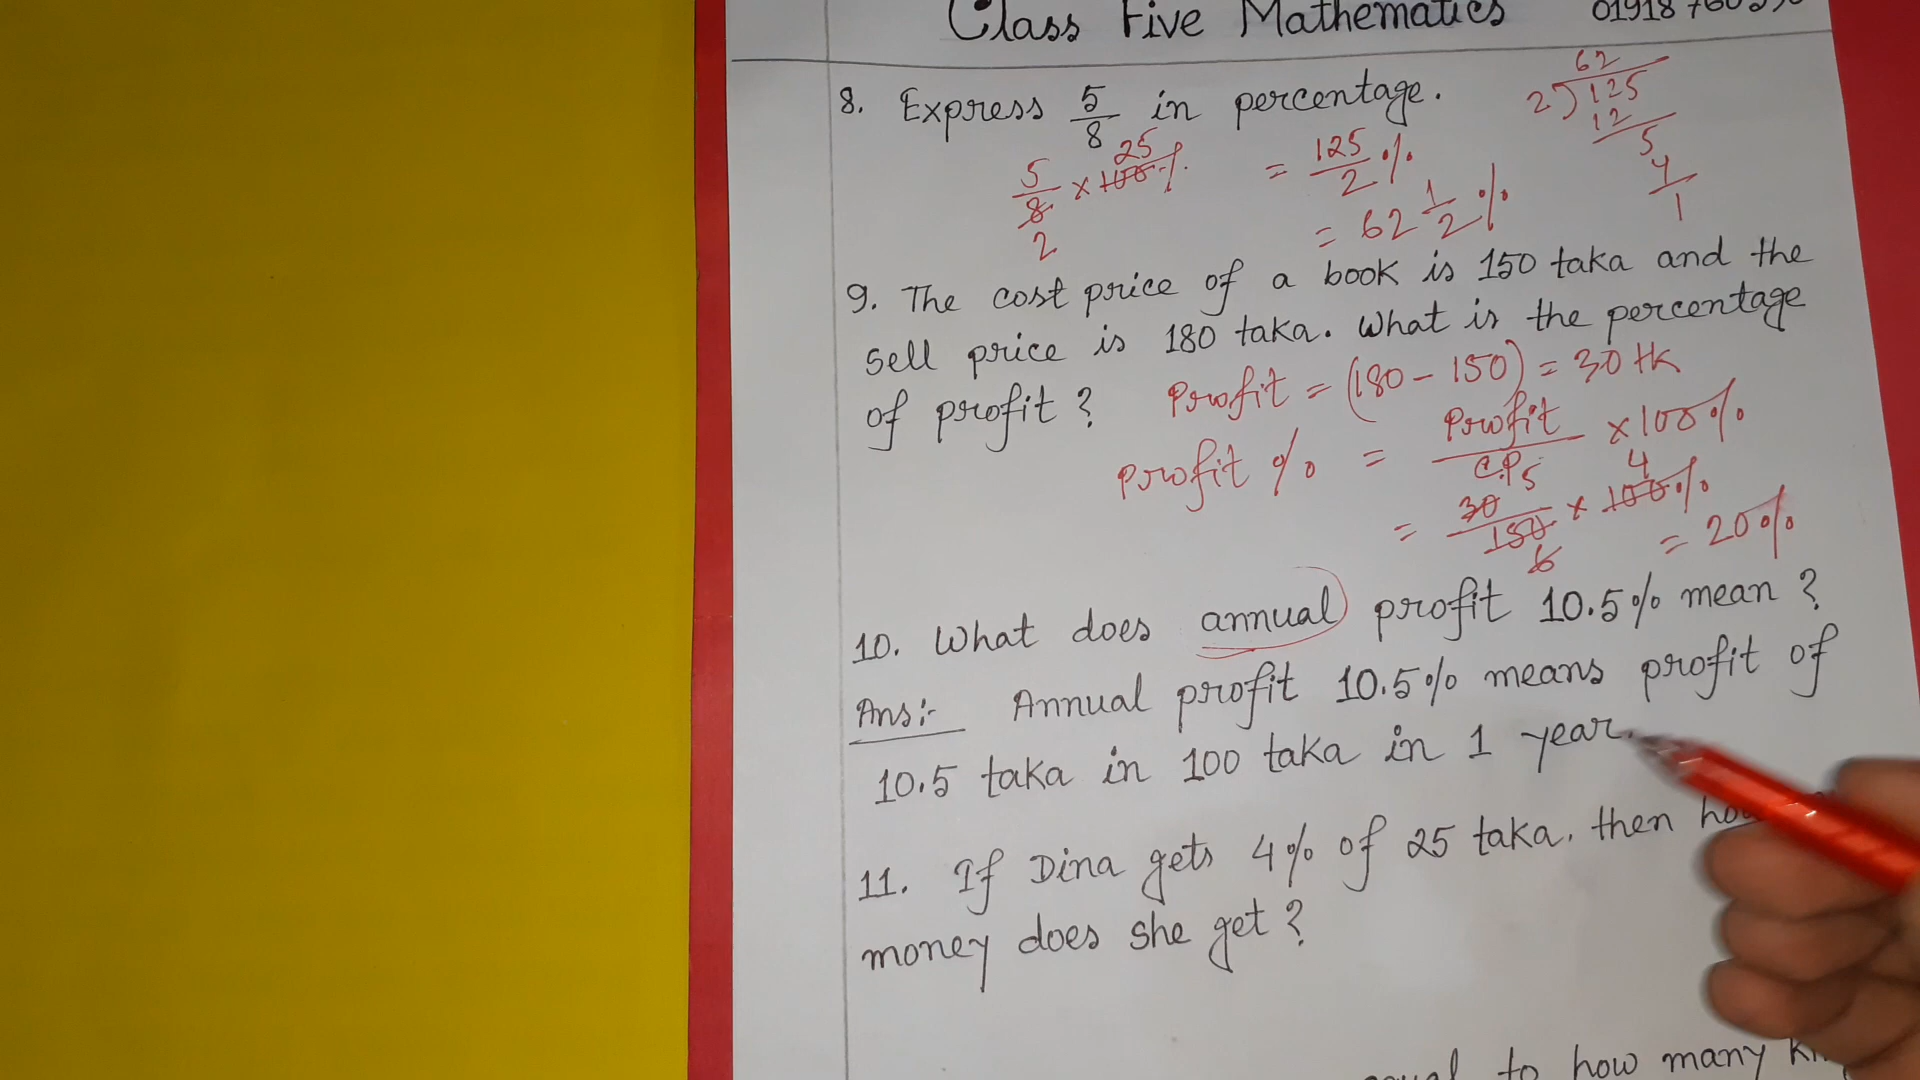 Class Five Mathematics
8. Express 5/8 in percentage.
5/8 × 100% = 125/2 %
25
2
= 62 1/2 %
62
2)125
12
5
4
1
9. The cost price of a book is 150 taka and the
sell price is 180 taka. What is the percentage
of profit?
Profit = (180 - 150) = 30 tk
Profit % = Profit/C.P × 100%
= 30/150 × 100% = 20%
5
4
10. What does annual profit 10.5% mean?
Ans:- Annual profit 10.5% means profit of
10.5 taka in 100 taka in 1 year.
11. If Dina gets 4% of 25 taka. then
money does she get?
to how many